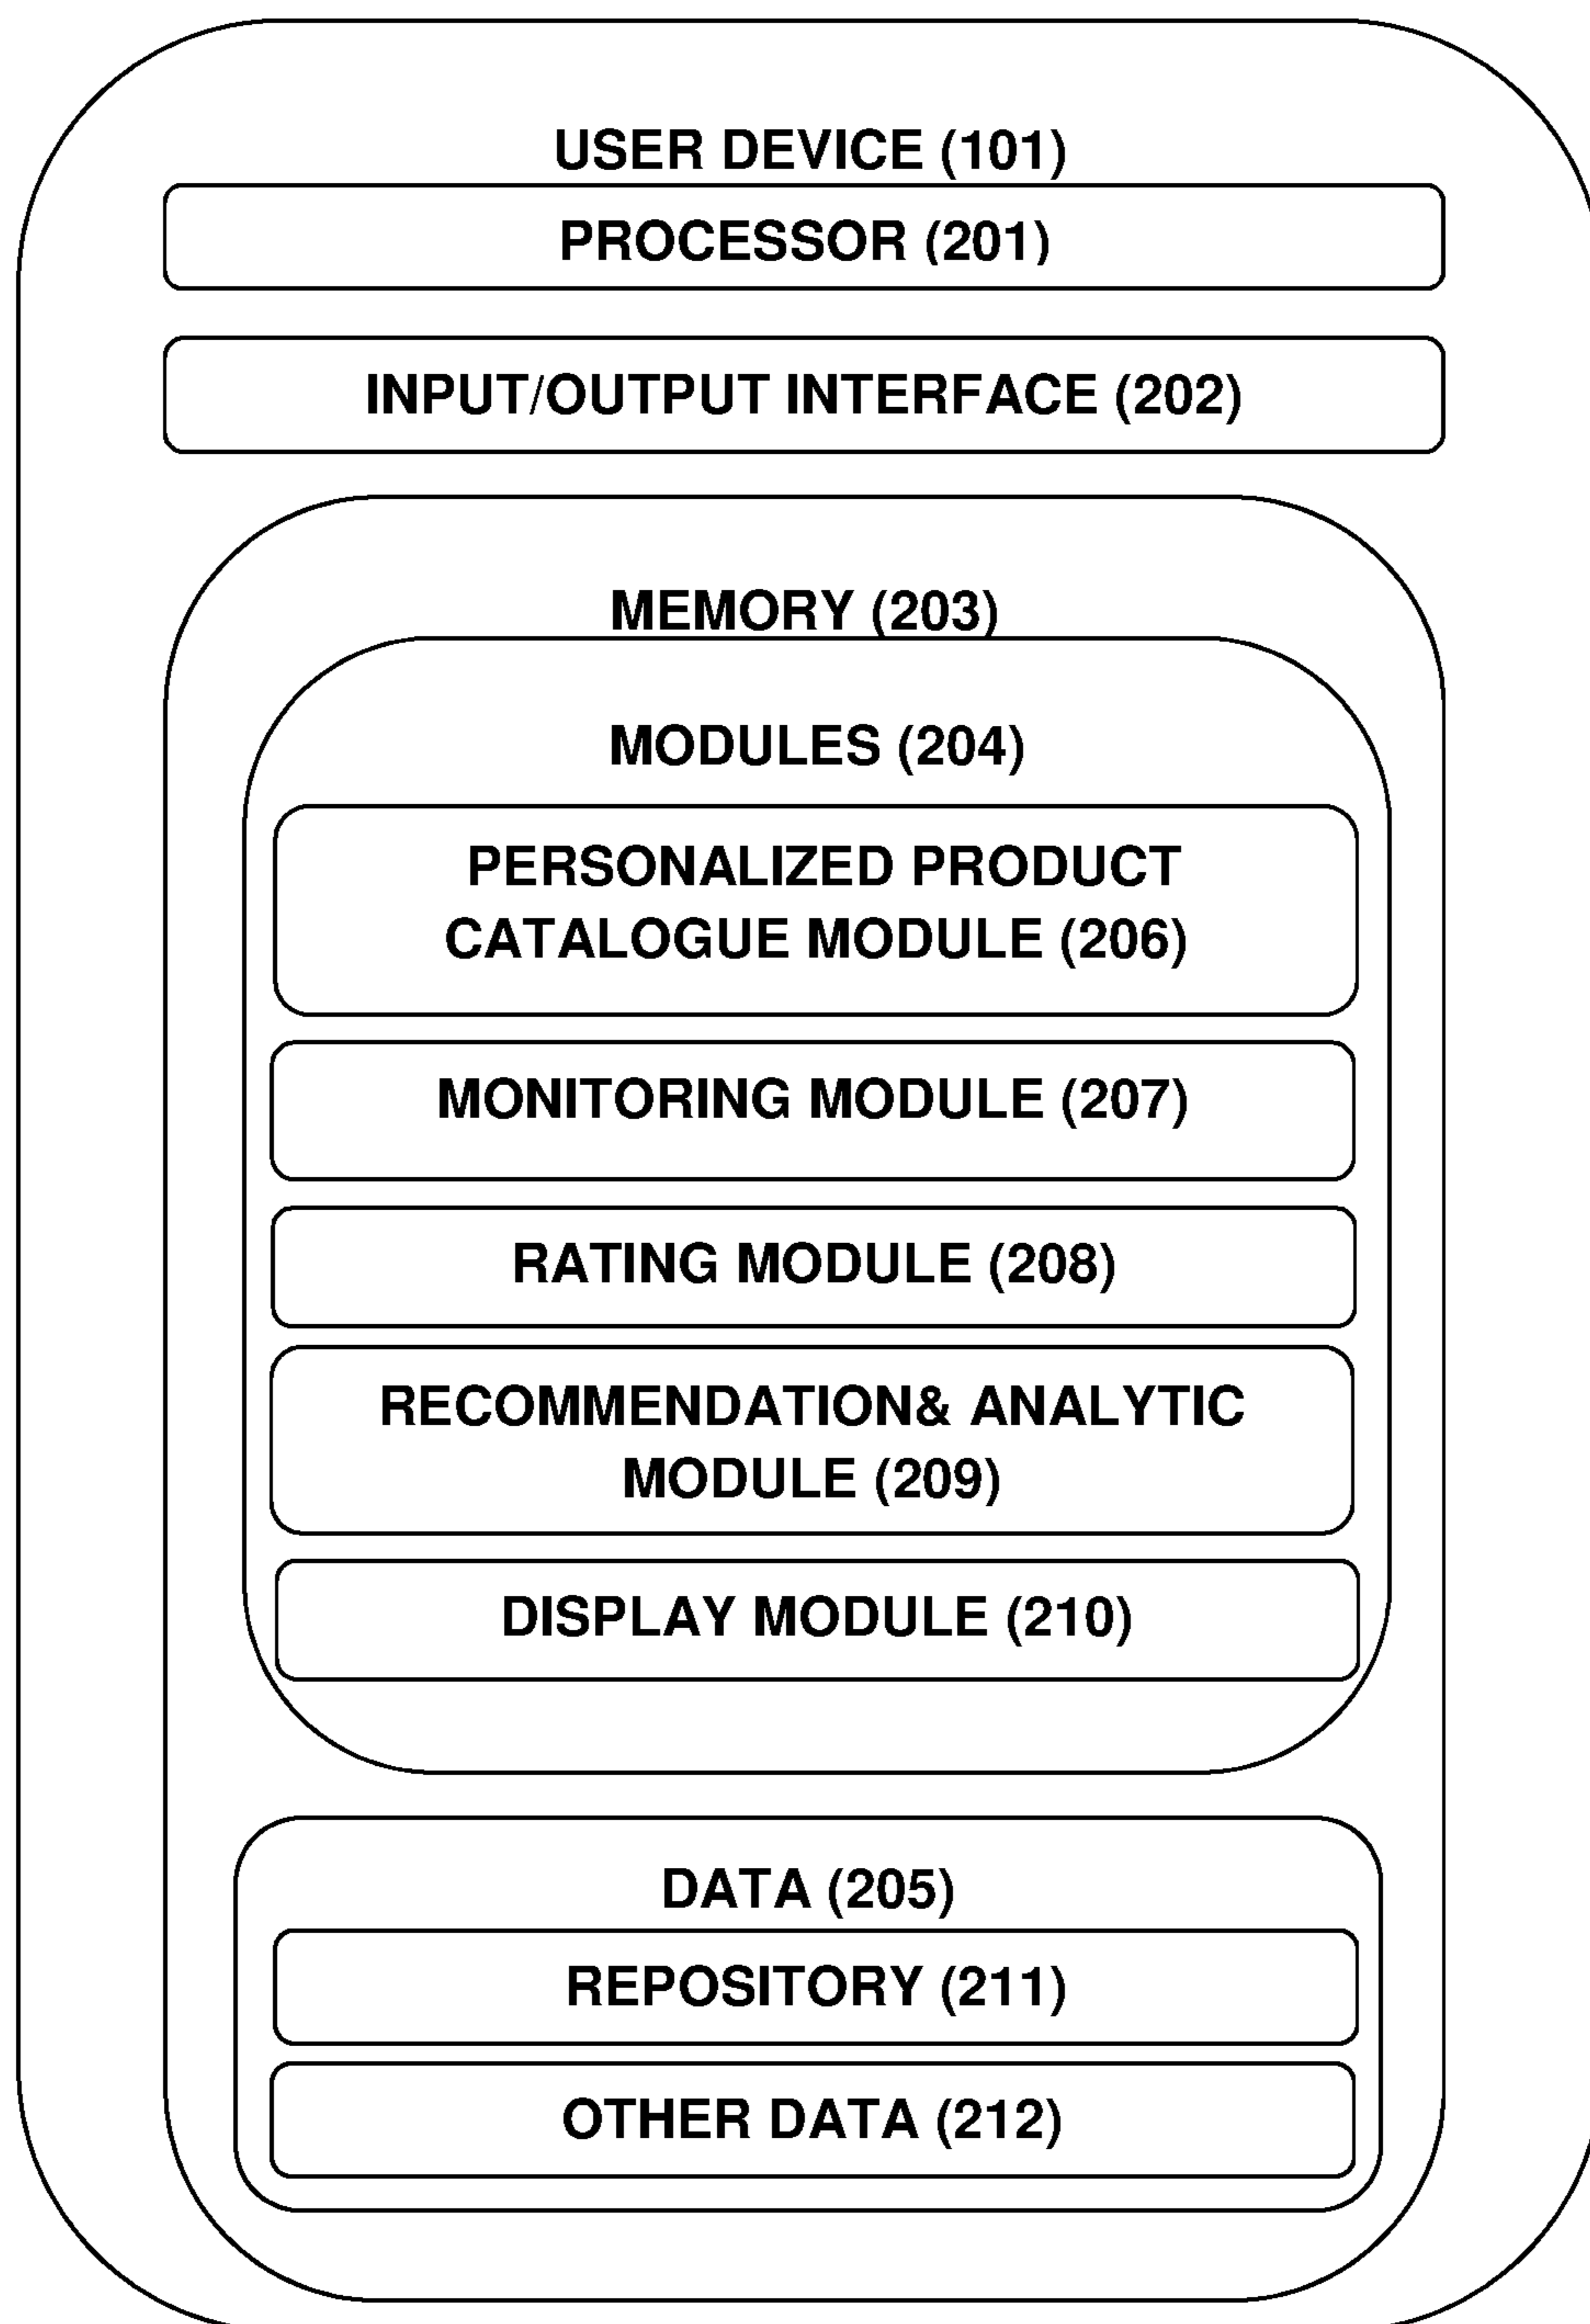 USER DEVICE (101)
PROCESSOR (201)
INPUT/OUTPUT INTERFACE (202)
MEMORY (203)
MODULES (204)
PERSONALIZED PRODUCT
CATALOGUE MODULE (206)
MONITORING MODULE (207)
RATING MODULE (208)
RECOMMENDATION& ANALYTIC
MODULE (209)
DISPLAY MODULE (210)
DATA (205)
REPOSITORY (211)
OTHER DATA (212)